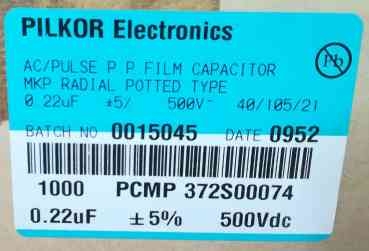 PILKOR Electronics
AC/PULSE P P FILM CAPACITOR
MKP RADIAL POTTED TYPE
Pb
0.22uF ±5/ 500V- 40/105/21
BATCH NO 0015045 DATE 0952
1000 PCMP 372S00074
0.22uF ±5% 500Vdc